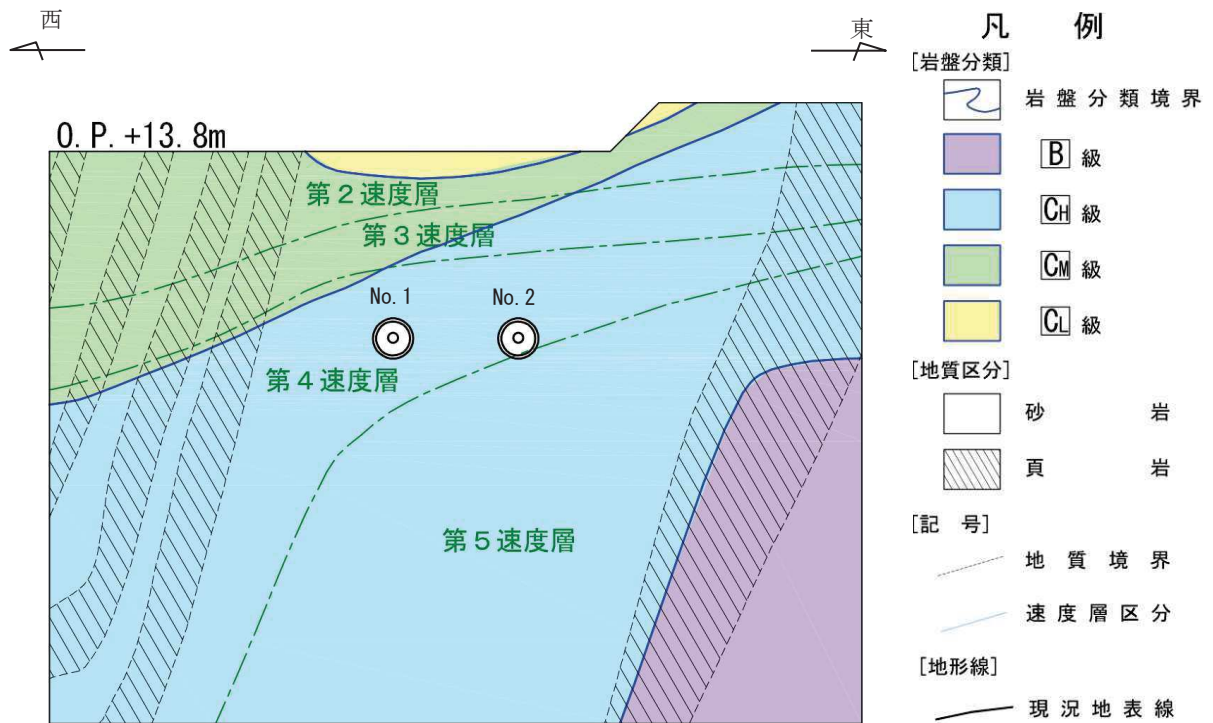 西
東
O.P.+13.8m
第2速度層
第3速度層
No.1
No.2
第4速度層
第5速度層
凡 例
[岩盤分類]
岩盤分類境界
B 級
CH 級
CM 級
CL 級
[地質区分]
砂 岩
頁 岩
[記 号]
地質境界
速度層区分
[地形線]
現況地表線